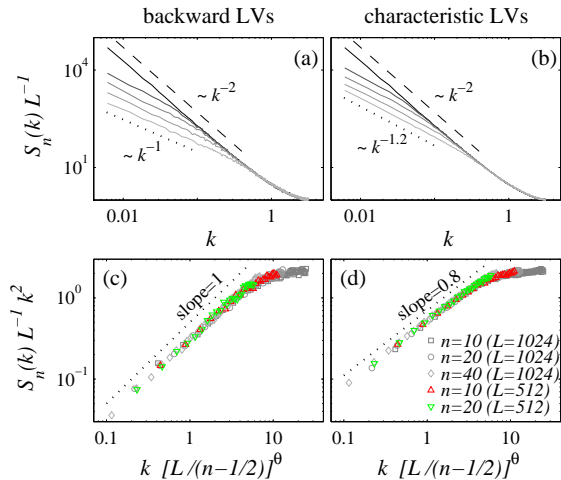 backward LVs
characteristic LVs
(a)
(b)
S_n(k) L^{-1}
10^4
10^1
~ k^{-2}
~ k^{-1}
~ k^{-2}
~ k^{-1.2}
0.01
1
0.01
1
k
k
(c)
(d)
S_n(k) L^{-1} k^2
10^0
10^{-1}
slope=1
slope=0.8
n=10 (L=1024)
n=20 (L=1024)
n=40 (L=1024)
n=10 (L=512)
n=20 (L=512)
0.1
1
10
0.1
1
10
k [L/(n−1/2)]^θ
k [L/(n−1/2)]^θ